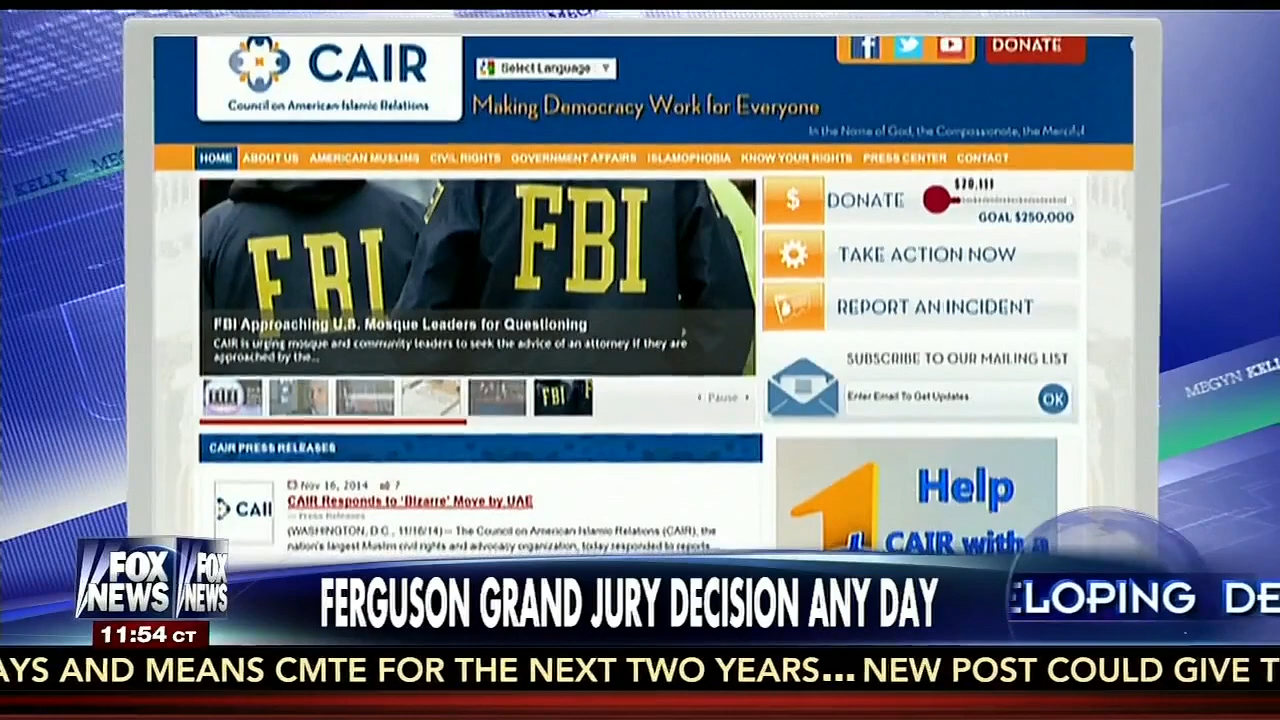 CAIR
Council on American-Islamic Relations
Select Language ▼
Making Democracy Work for Everyone
In the Name of God, the Compassionate, the Merciful
DONATE
HOME ABOUT US AMERICAN MUSLIMS CIVIL RIGHTS GOVERNMENT AFFAIRS ISLAMOPHOBIA KNOW YOUR RIGHTS PRESS CENTER CONTACT
KELLY
FBI
FBI
FBI Approaching U.S. Mosque Leaders for Questioning
CAIR is urging mosque and community leaders to seek the advice of an attorney if they are
approached by the...
FBI
Pause
$ DONATE
GOAL $250,000
TAKE ACTION NOW
REPORT AN INCIDENT
SUBSCRIBE TO OUR MAILING LIST
Enter Email To Get Updates
OK
MEGYN KELLY
CAIR PRESS RELEASES
Nov 16, 2014 7
CAIR Responds to 'Bizarre' Move by UAE
Press Releases
CAI
(WASHINGTON, D.C., 11/16/14) -- The Council on American Islamic Relations (CAIR), the
nation's largest Muslim civil rights and advocacy organization, today responded to reports
1
Help
CAIR with a
FOX
NEWS
FOX
NEWS
11:54 CT
FERGUSON GRAND JURY DECISION ANY DAY
ELOPING DE
AYS AND MEANS CMTE FOR THE NEXT TWO YEARS... NEW POST COULD GIVE T